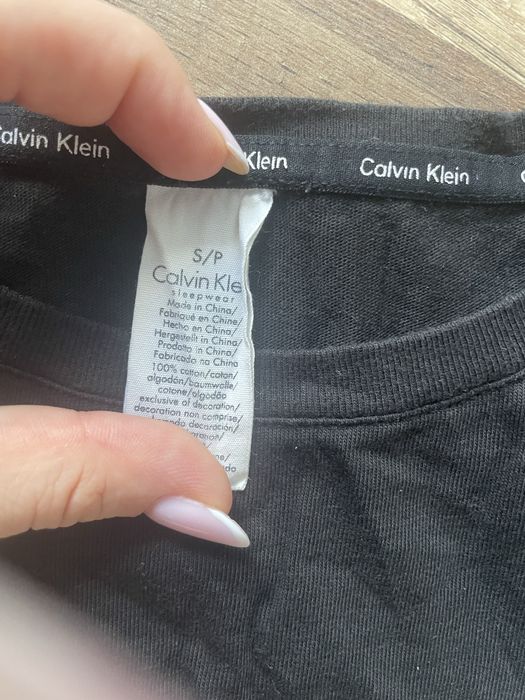 Calvin Klein Klein Calvin Klein
S/P
Calvin Kle
sleepwear
Made in China/
Fabriqué en Chine/
Hecho en China/
Hergestellt in China/
Prodotto in China/
Fabricado na China
100% cotton/coton/
algodón/baumwolle/
cotone/algodão
exclusive of decoration/
decoration non comprise/
decoración/